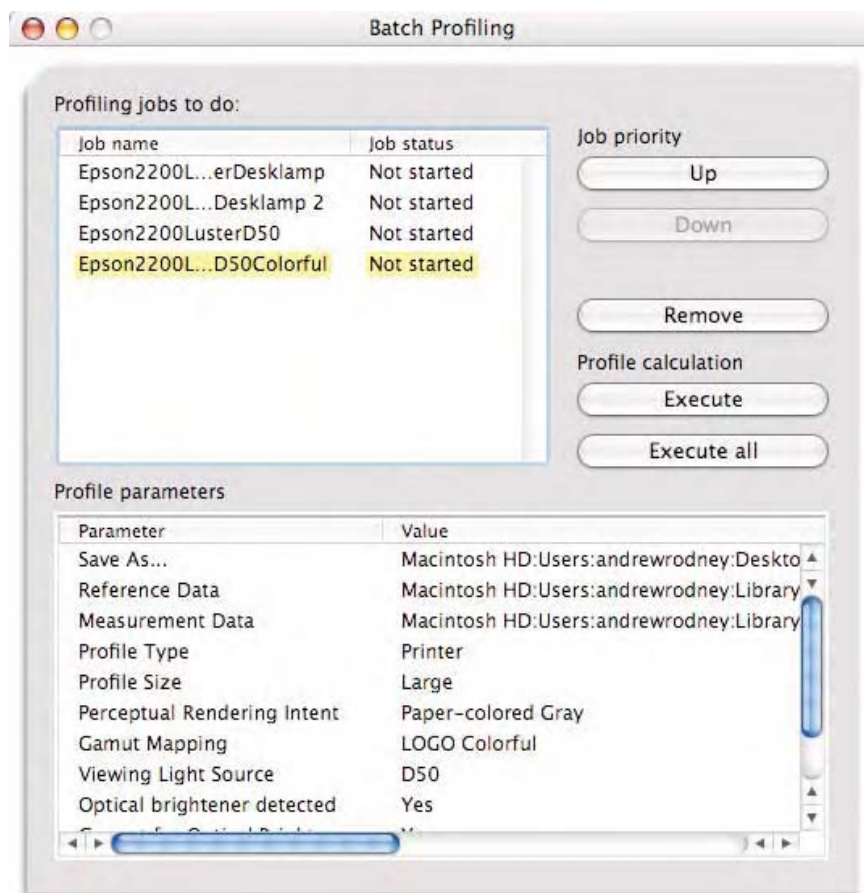 Batch Profiling
Profiling jobs to do:
Job name Job status
Epson2200L...erDesklamp Not started
Epson2200L...Desklamp 2 Not started
Epson2200LusterD50 Not started
Epson2200L...D50Colorful Not started
Job priority
Up
Down
Remove
Profile calculation
Execute
Execute all
Profile parameters
Parameter Value
Save As... Macintosh HD:Users:andrewrodney:Deskto
Reference Data Macintosh HD:Users:andrewrodney:Library
Measurement Data Macintosh HD:Users:andrewrodney:Library
Profile Type Printer
Profile Size Large
Perceptual Rendering Intent Paper-colored Gray
Gamut Mapping LOGO Colorful
Viewing Light Source D50
Optical brightener detected Yes